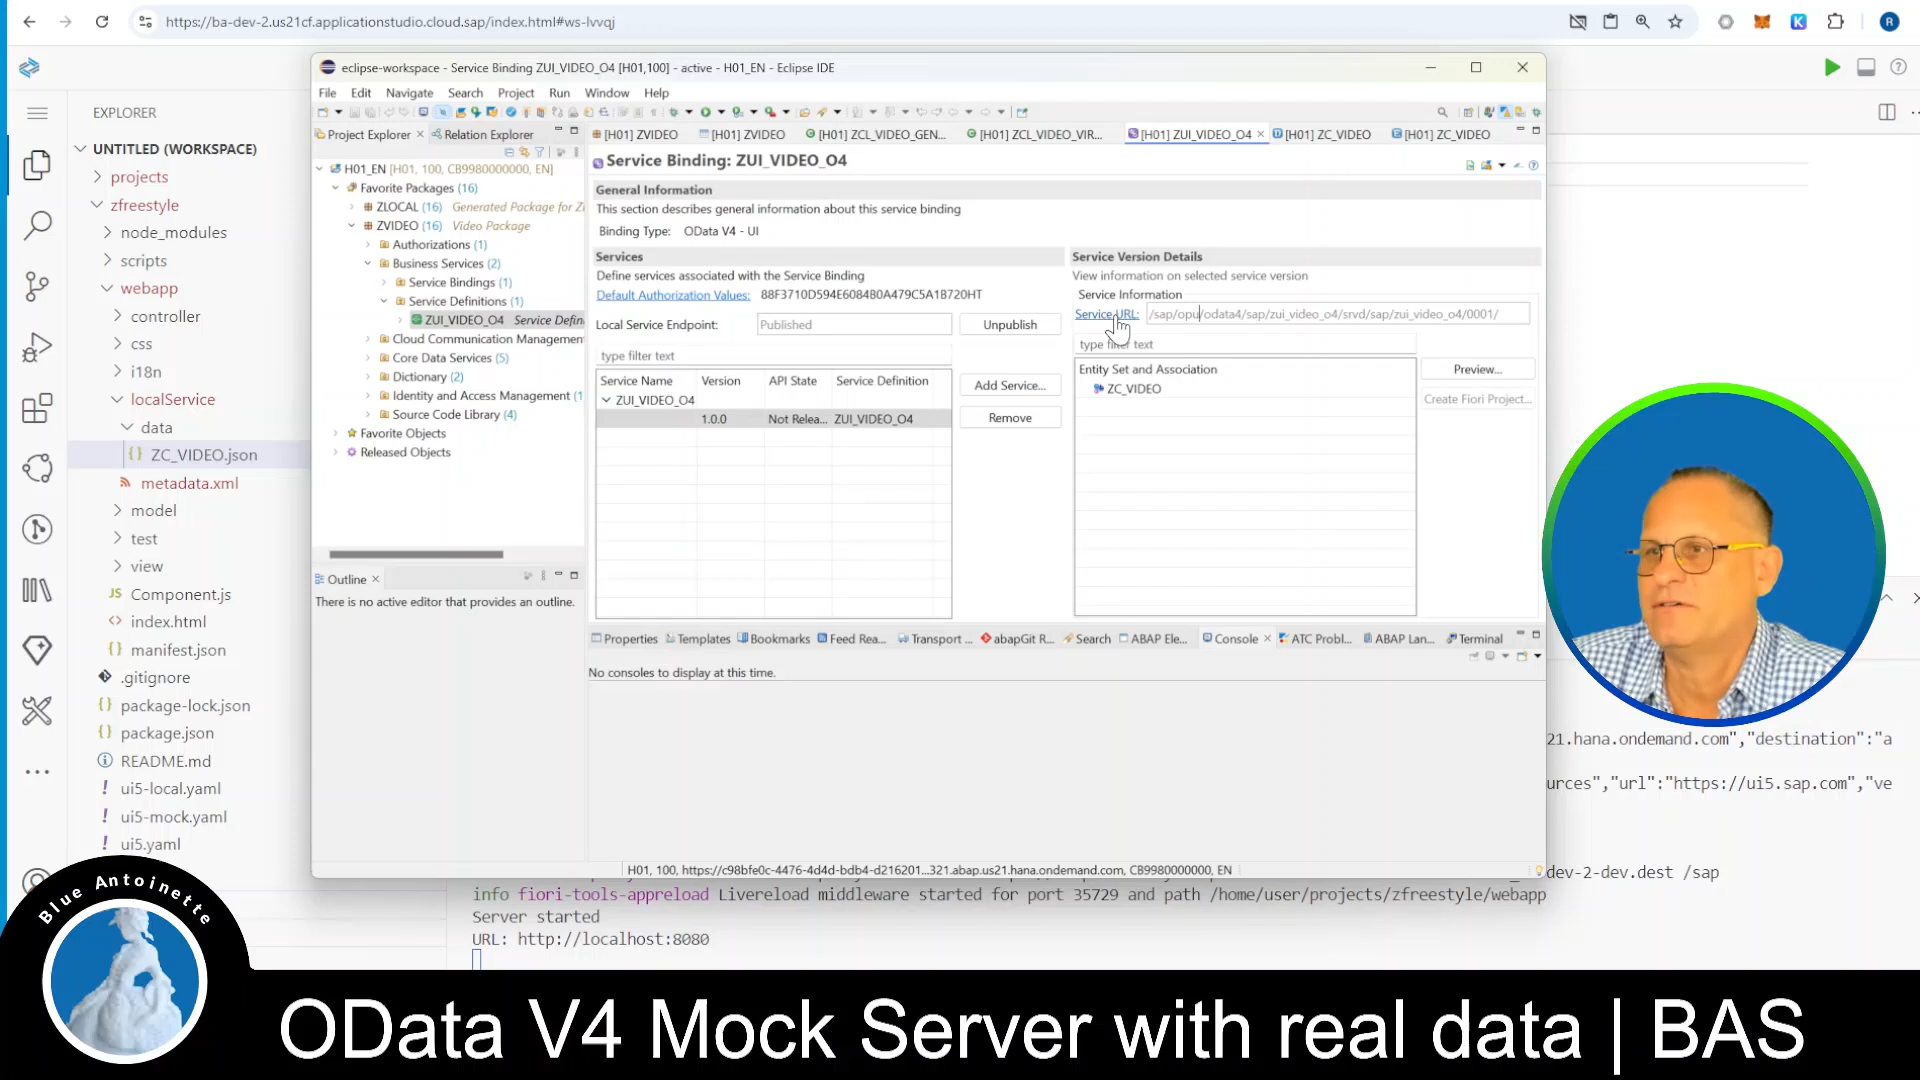 https://ba-dev-2.us21cf.applicationstudio.cloud.sap/index.html#ws-lvvqj
R
eclipse-workspace - Service Binding ZUI_VIDEO_O4 [H01,100] - active - H01_EN - Eclipse IDE
File Edit Navigate Search Project Run Window Help
EXPLORER
UNTITLED (WORKSPACE)
projects
zfreestyle
node_modules
scripts
webapp
controller
css
i18n
localService
data
ZC_VIDEO.json
metadata.xml
model
test
view
Component.js
index.html
manifest.json
.gitignore
package-lock.json
package.json
README.md
ui5-local.yaml
ui5-mock.yaml
ui5.yaml
Project Explorer
Relation Explorer
H01_EN [H01, 100, CB9980000000, EN]
Favorite Packages (16)
ZLOCAL (16) Generated Package for Z
ZVIDEO (16) Video Package
Authorizations (1)
Business Services (2)
Service Bindings (1)
Service Definitions (1)
ZUI_VIDEO_O4 Service Defin
Cloud Communication Management
Core Data Services (5)
Dictionary (2)
Identity and Access Management (1
Source Code Library (4)
Favorite Objects
Released Objects
Outline
There is no active editor that provides an outline.
[H01] ZVIDEO [H01] ZVIDEO [H01] ZCL_VIDEO_GEN... [H01] ZCL_VIDEO_VIR... [H01] ZUI_VIDEO_O4 [H01] ZC_VIDEO [H01] ZC_VIDEO
Service Binding: ZUI_VIDEO_O4
General Information
This section describes general information about this service binding
Binding Type: OData V4 - UI
Services
Define services associated with the Service Binding
Default Authorization Values: 88F3710D594E6084B0A479C5A1B720HT
Local Service Endpoint: Published Unpublish
type filter text
Service Name Version API State Service Definition
ZUI_VIDEO_O4
1.0.0 Not Relea... ZUI_VIDEO_O4
Add Service...
Remove
Service Version Details
View information on selected service version
Service Information
Service URL: /sap/opu/odata4/sap/zui_video_o4/srvd/sap/zui_video_o4/0001/
type filter text
Entity Set and Association
ZC_VIDEO
Preview...
Create Fiori Project...
Properties Templates Bookmarks Feed Rea... Transport ... abapGit R... Search ABAP Ele... Console ATC Probl... ABAP Lan... Terminal
No consoles to display at this time.
H01, 100, https://c98bfe0c-4476-4d4d-bdb4-d216201...321.abap.us21.hana.ondemand.com, CB9980000000, EN
21.hana.ondemand.com","destination":"a
urces","url":"https://ui5.sap.com","ve
dev-2-dev.dest /sap
info fiori-tools-appreload Livereload middleware started for port 35729 and path /home/user/projects/zfreestyle/webapp
Server started
URL: http://localhost:8080
Blue Antoinette
OData V4 Mock Server with real data | BAS